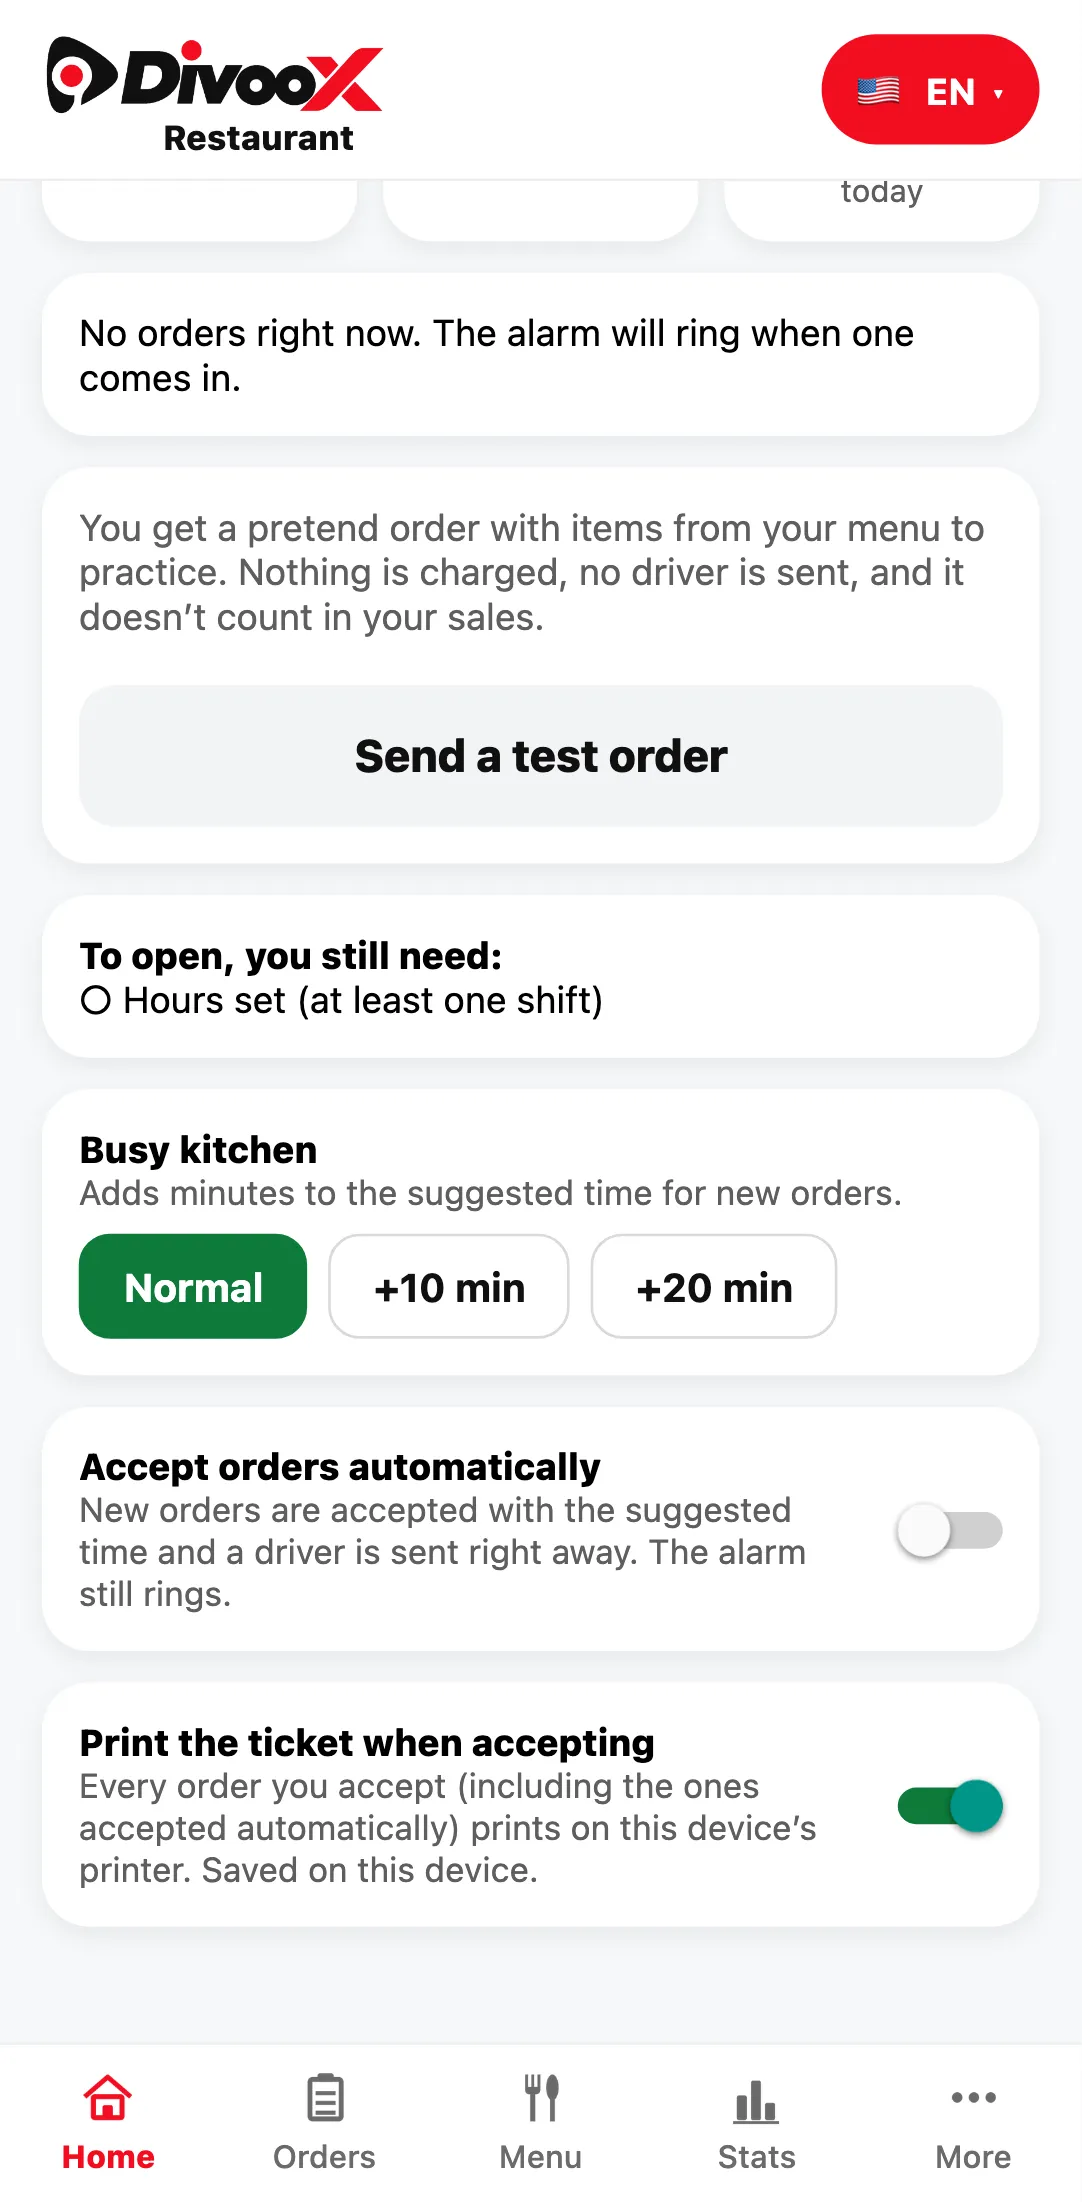 DivooX
Restaurant
🇺🇸 EN ▾
today
No orders right now. The alarm will ring when one
comes in.
You get a pretend order with items from your menu to
practice. Nothing is charged, no driver is sent, and it
doesn’t count in your sales.
Send a test order
To open, you still need:
○ Hours set (at least one shift)
Busy kitchen
Adds minutes to the suggested time for new orders.
Normal
+10 min
+20 min
Accept orders automatically
New orders are accepted with the suggested
time and a driver is sent right away. The alarm
still rings.
Print the ticket when accepting
Every order you accept (including the ones
accepted automatically) prints on this device’s
printer. Saved on this device.
Home
Orders
Menu
Stats
More